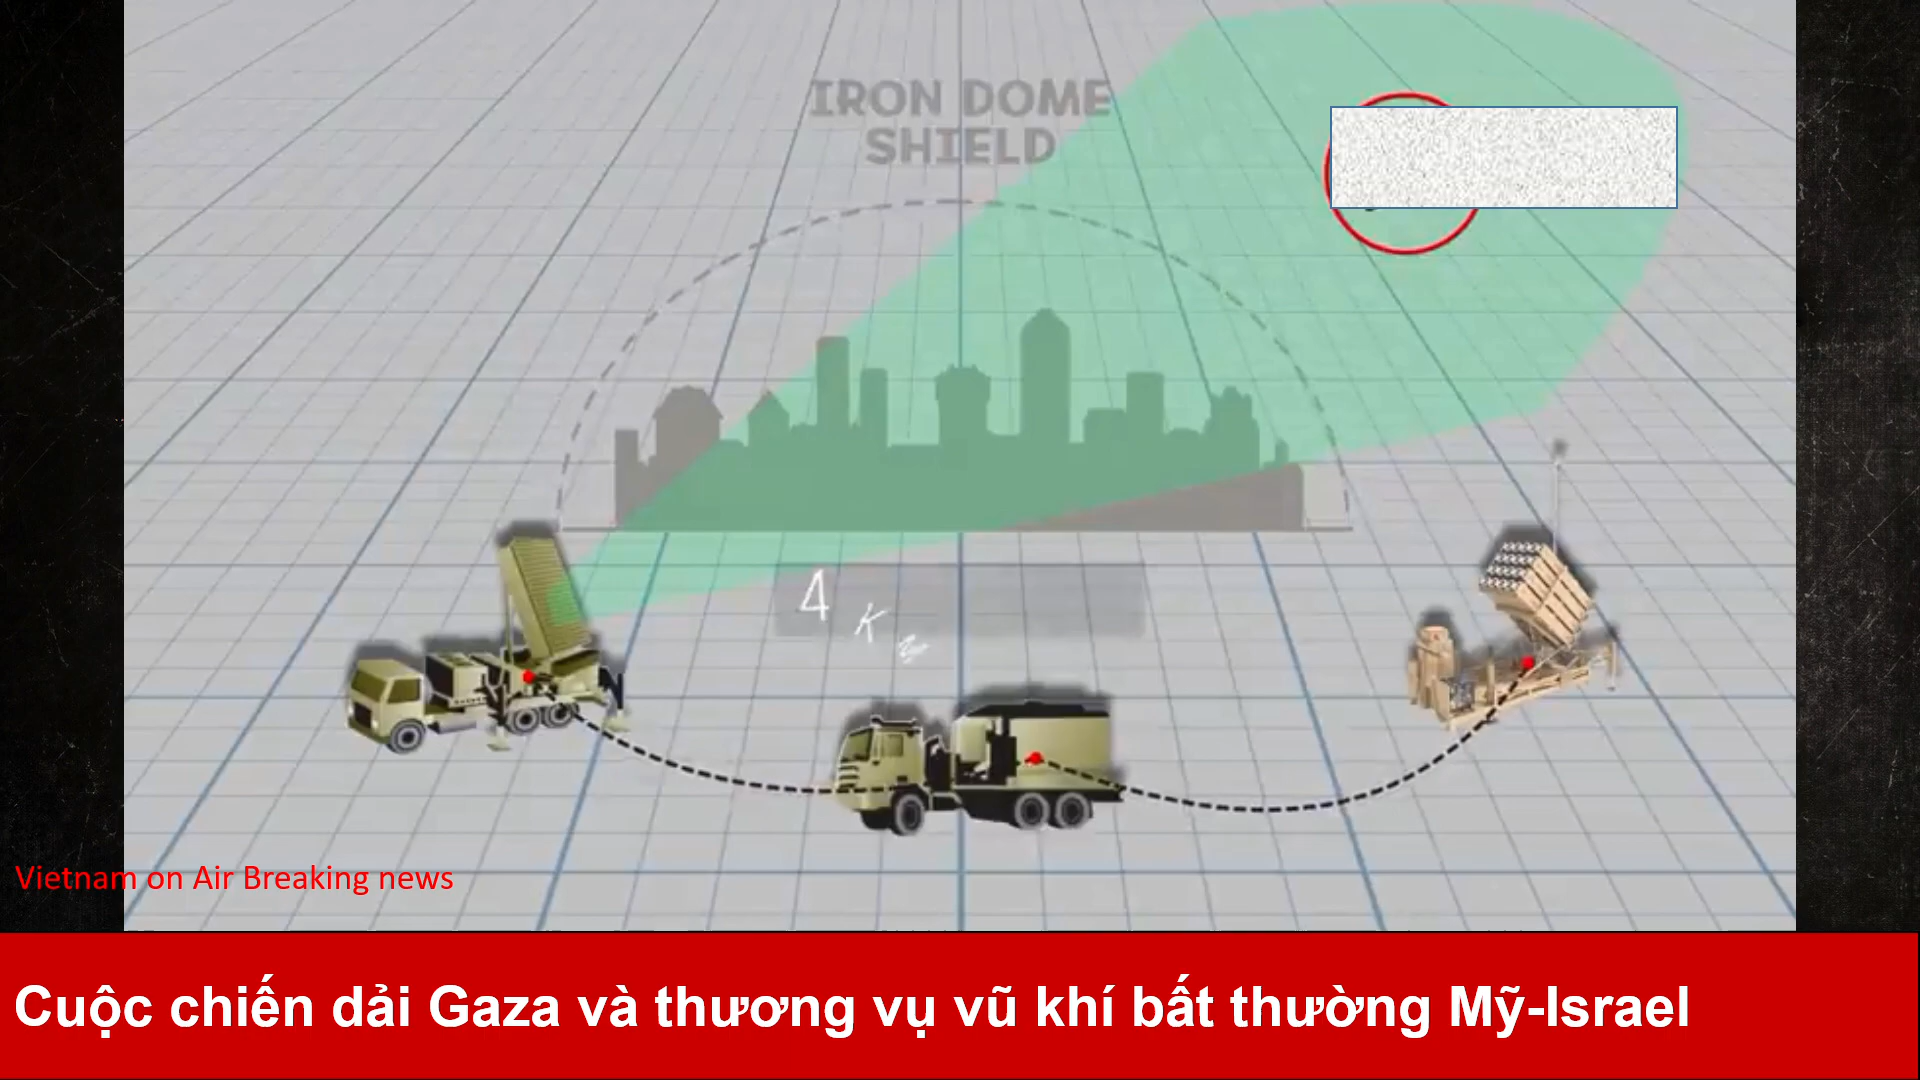 IRON DOME
SHIELD
4 K
Vietnam on Air Breaking news
Cuộc chiến dải Gaza và thương vụ vũ khí bất thường Mỹ-Israel